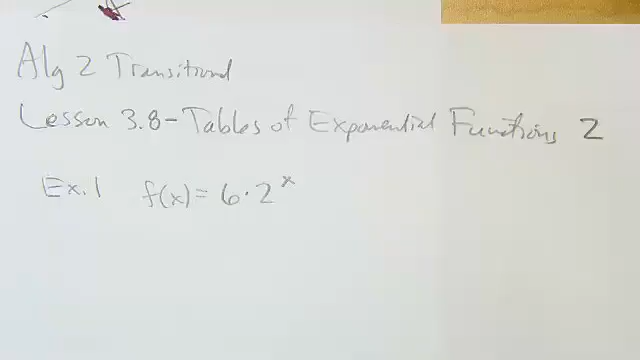 Alg 2 Transitional
Lesson 3.8 - Tables of Exponential Functions 2
Ex. 1 f(x) = 6 · 2^x